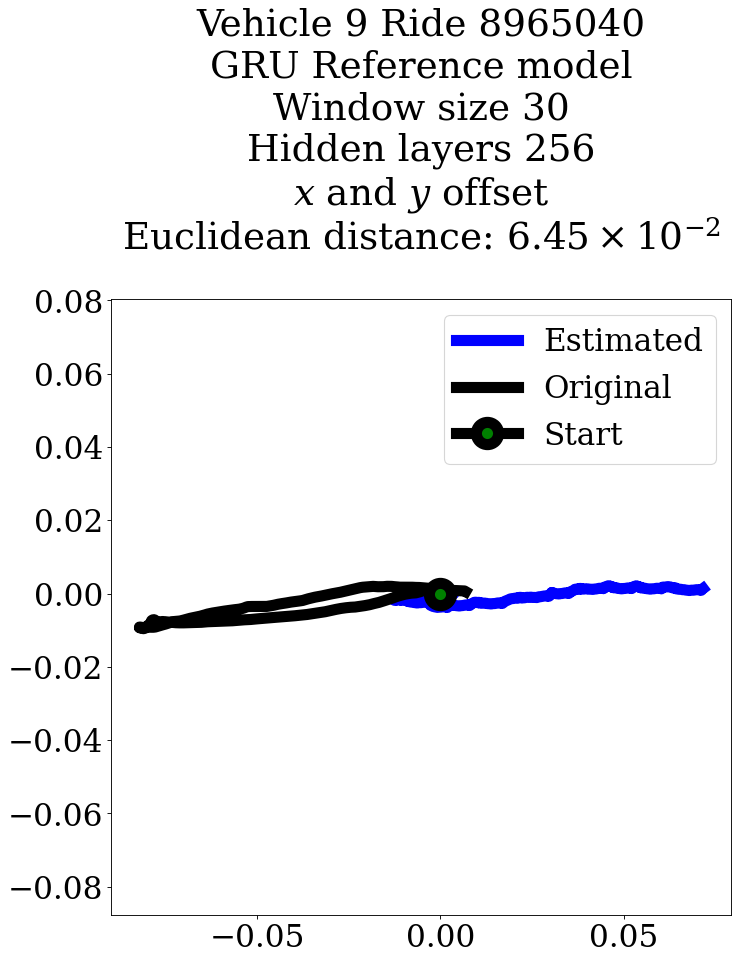 Vehicle 9 Ride 8965040
GRU Reference model
Window size 30
Hidden layers 256
x and y offset
Euclidean distance: 6.45 × 10⁻²
Estimated
Original
Start
0.08
0.06
0.04
0.02
0.00
−0.02
−0.04
−0.06
−0.08
−0.05 0.00 0.05